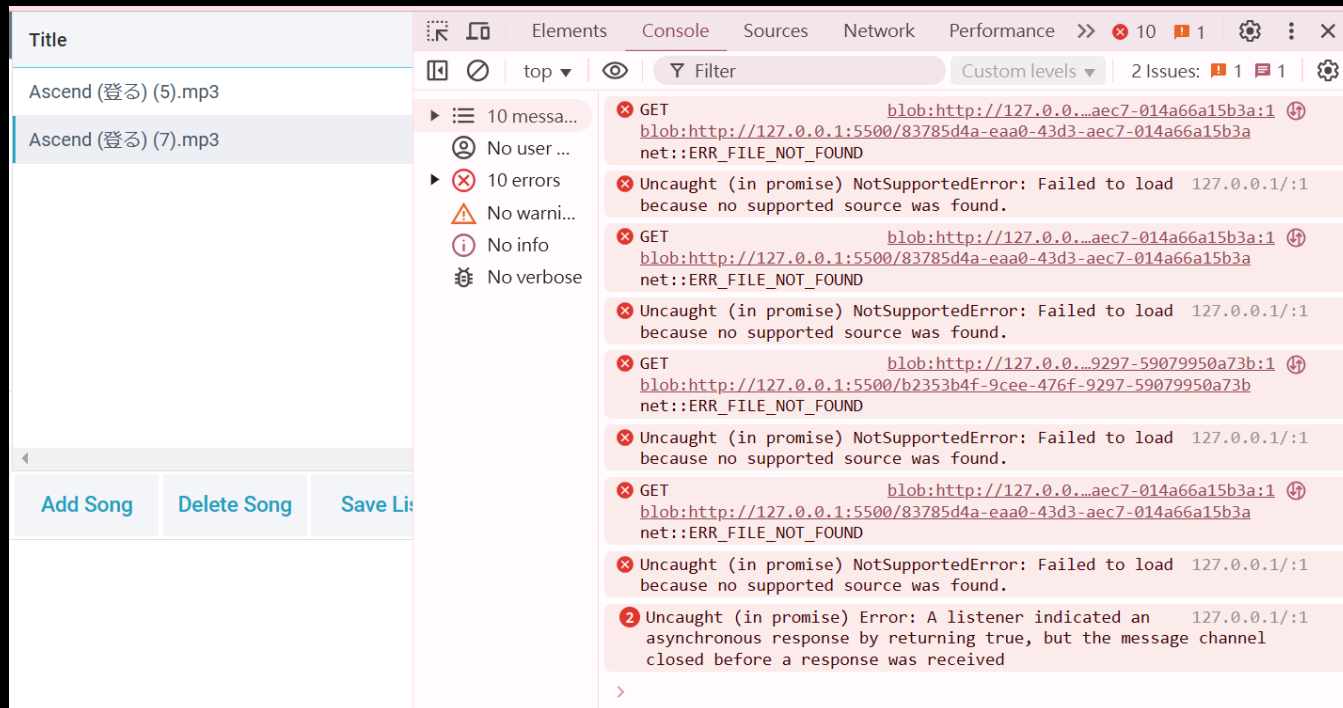 Title
Ascend (登る) (5).mp3
Ascend (登る) (7).mp3
Add Song
Delete Song
Save Lis
Elements
Console
Sources
Network
Performance
10
1
top
Filter
Custom levels
2 Issues:
1
1
10 messa...
No user ...
10 errors
No warni...
No info
No verbose
GET blob:http://127.0.0…aec7-014a66a15b3a:1
blob:http://127.0.0.1:5500/83785d4a-eaa0-43d3-aec7-014a66a15b3a
net::ERR_FILE_NOT_FOUND
Uncaught (in promise) NotSupportedError: Failed to load 127.0.0.1/:1
because no supported source was found.
GET blob:http://127.0.0…aec7-014a66a15b3a:1
blob:http://127.0.0.1:5500/83785d4a-eaa0-43d3-aec7-014a66a15b3a
net::ERR_FILE_NOT_FOUND
Uncaught (in promise) NotSupportedError: Failed to load 127.0.0.1/:1
because no supported source was found.
GET blob:http://127.0.0…9297-59079950a73b:1
blob:http://127.0.0.1:5500/b2353b4f-9cee-476f-9297-59079950a73b
net::ERR_FILE_NOT_FOUND
Uncaught (in promise) NotSupportedError: Failed to load 127.0.0.1/:1
because no supported source was found.
GET blob:http://127.0.0…aec7-014a66a15b3a:1
blob:http://127.0.0.1:5500/83785d4a-eaa0-43d3-aec7-014a66a15b3a
net::ERR_FILE_NOT_FOUND
Uncaught (in promise) NotSupportedError: Failed to load 127.0.0.1/:1
because no supported source was found.
2 Uncaught (in promise) Error: A listener indicated an 127.0.0.1/:1
asynchronous response by returning true, but the message channel
closed before a response was received